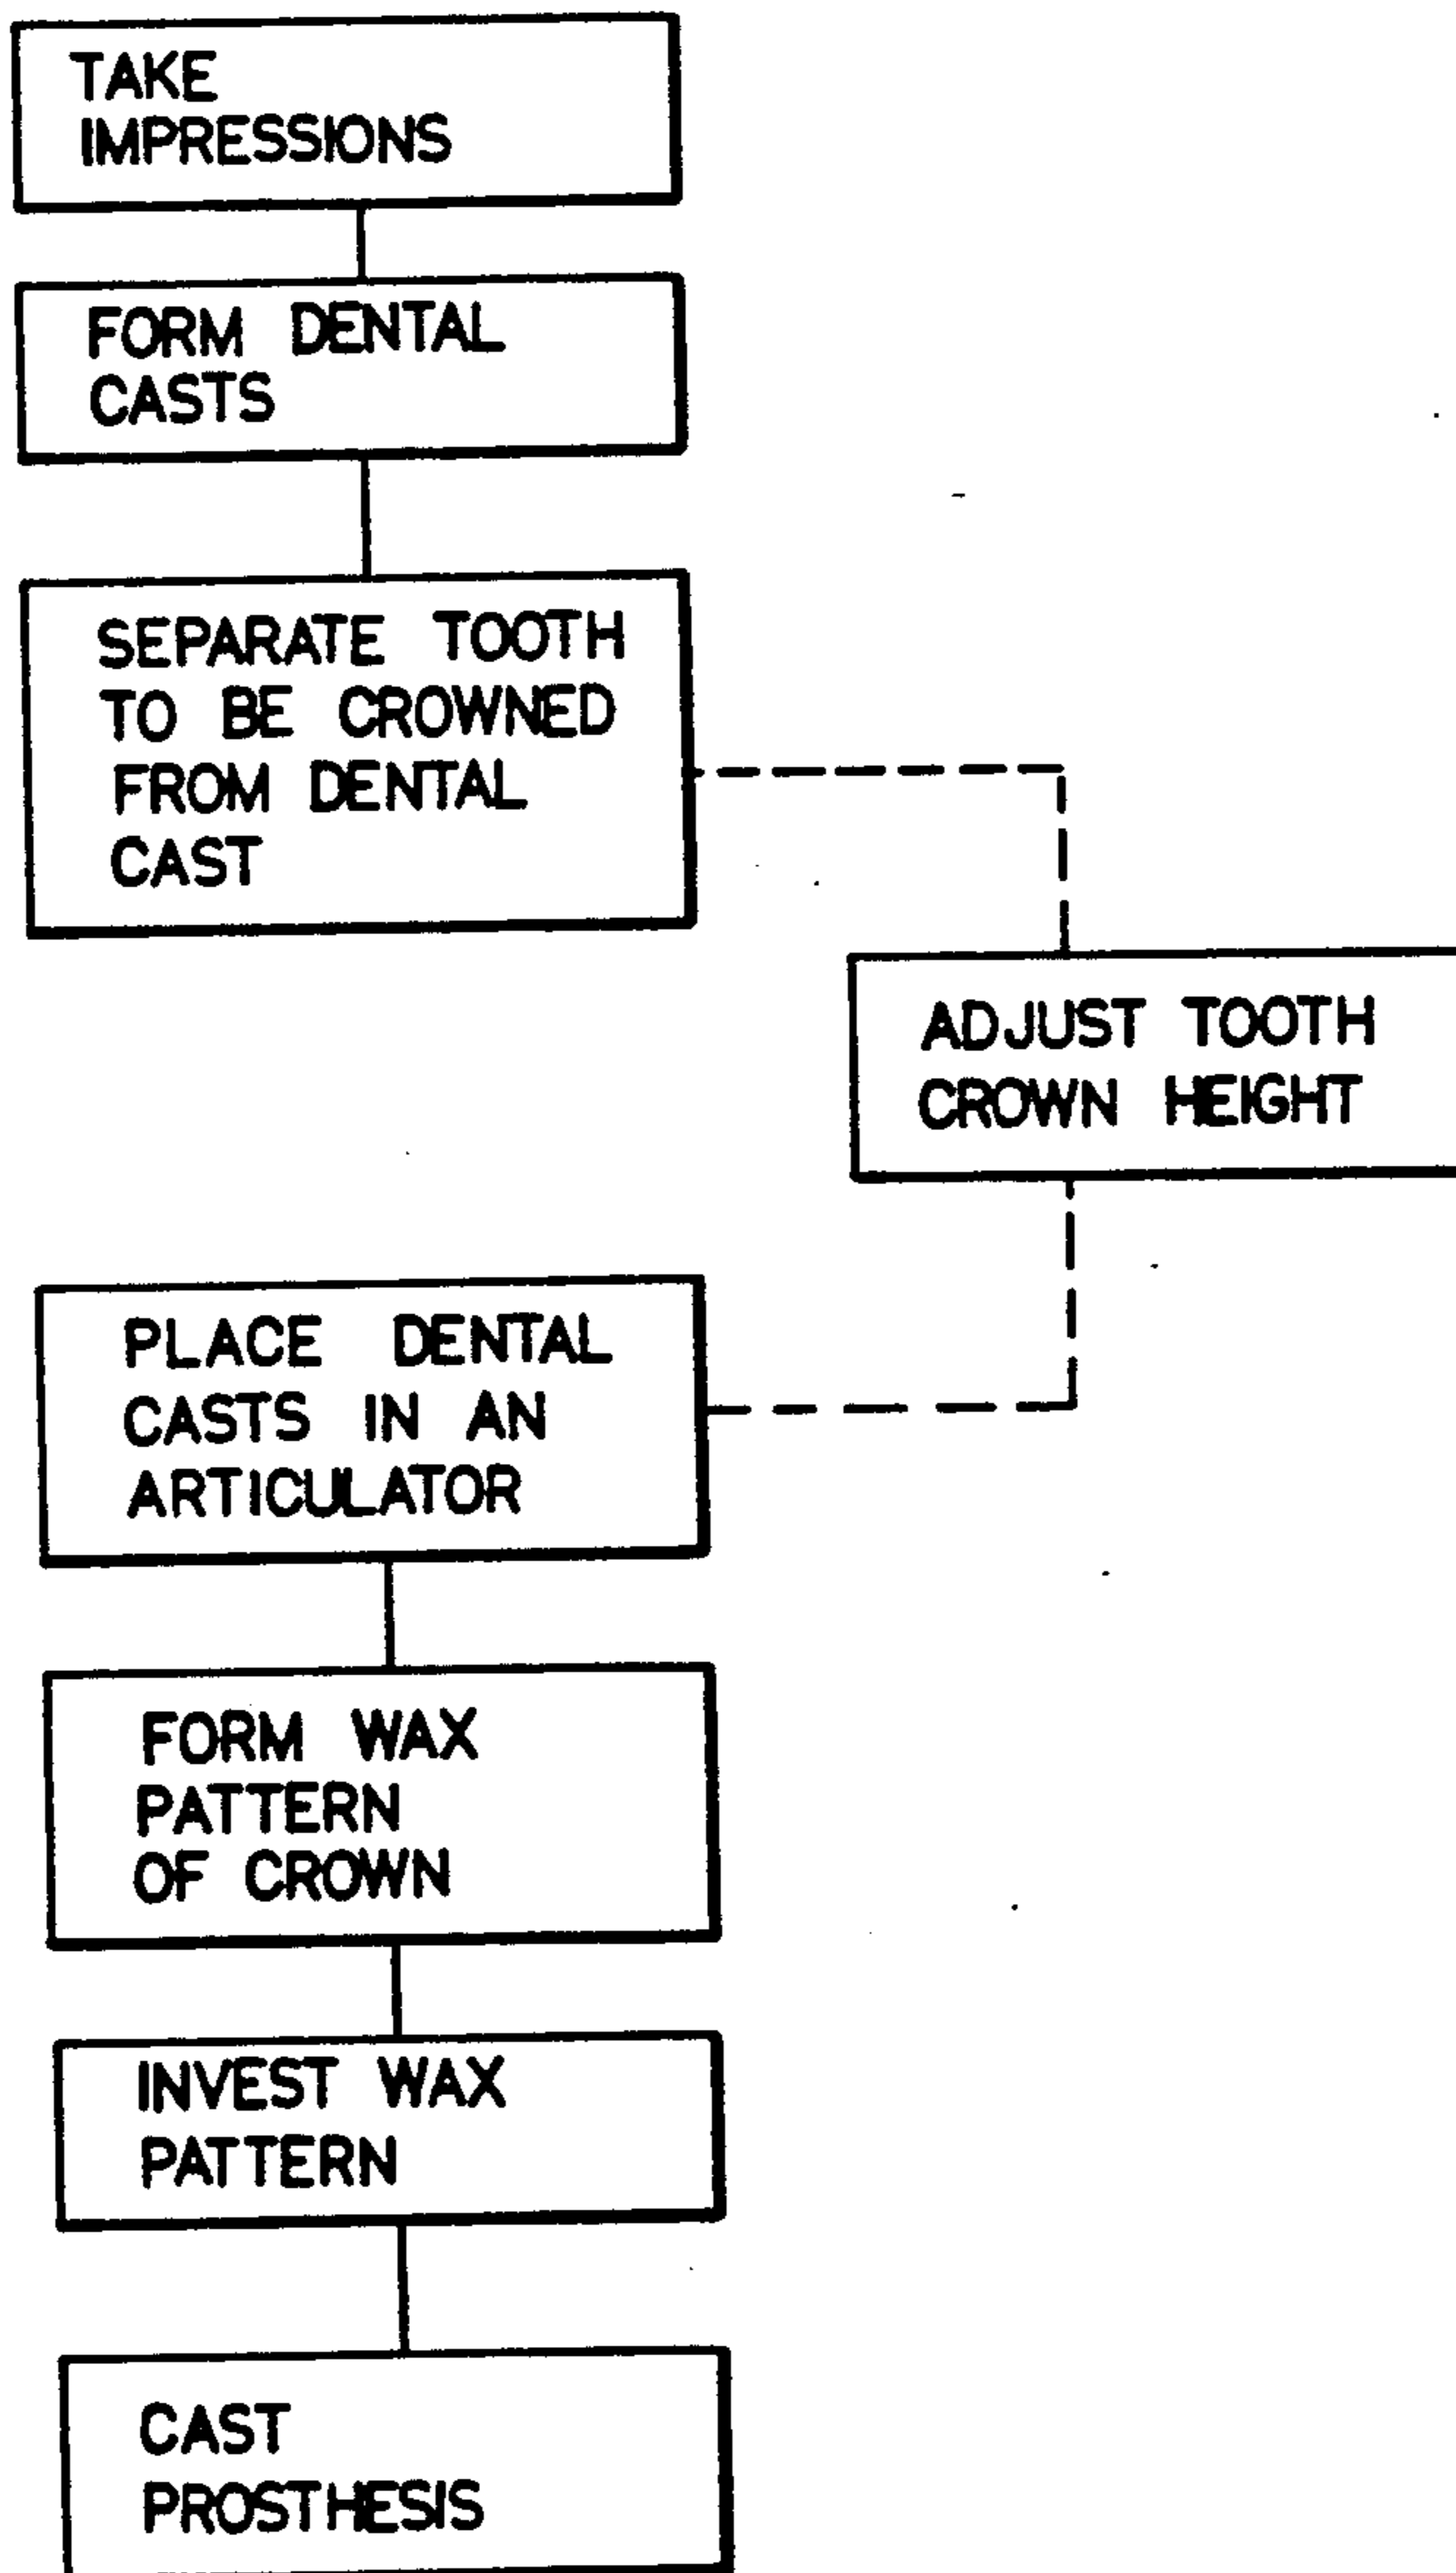 TAKE
IMPRESSIONS
FORM DENTAL
CASTS
SEPARATE TOOTH
TO BE CROWNED
FROM DENTAL
CAST
ADJUST TOOTH
CROWN HEIGHT
PLACE DENTAL
CASTS IN AN
ARTICULATOR
FORM WAX
PATTERN
OF CROWN
INVEST WAX
PATTERN
CAST
PROSTHESIS